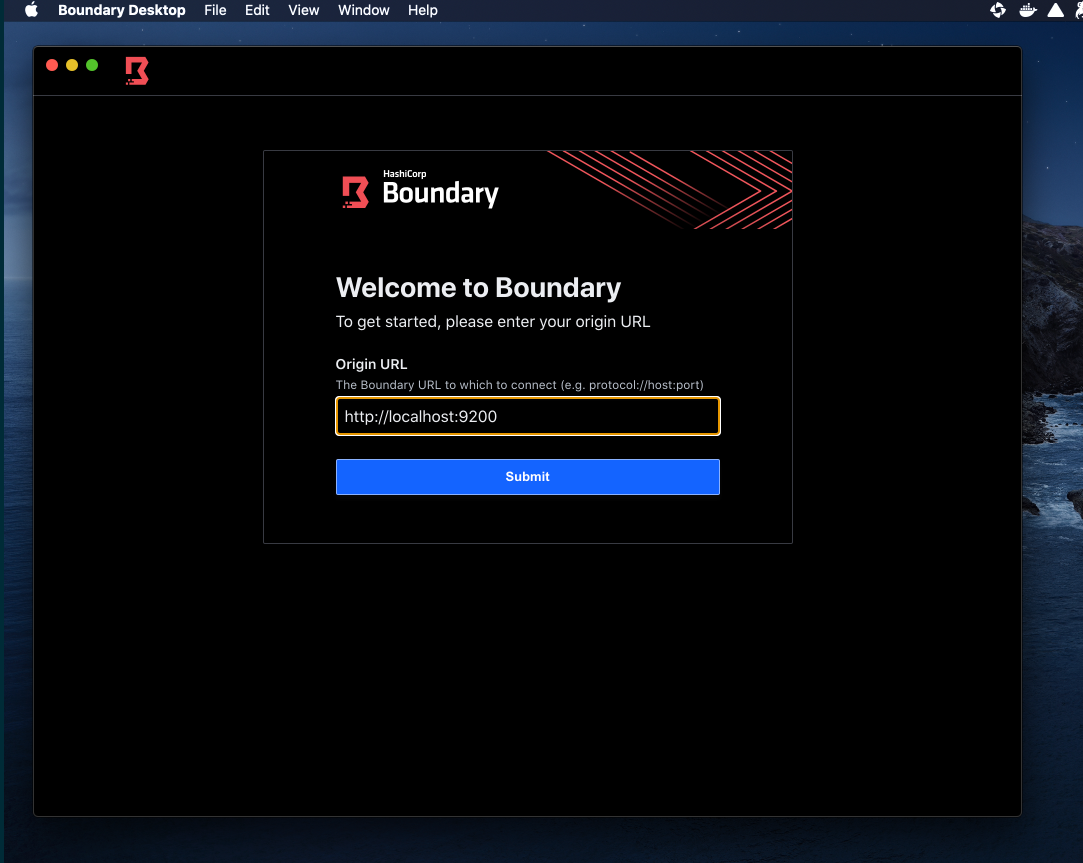 Boundary Desktop File Edit View Window Help
HashiCorp
Boundary
Welcome to Boundary
To get started, please enter your origin URL
Origin URL
The Boundary URL to which to connect (e.g. protocol://host:port)
http://localhost:9200
Submit